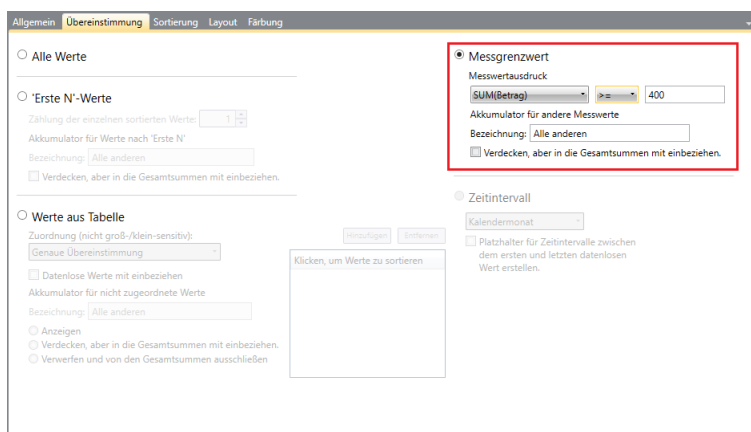 Allgemein Übereinstimmung Sortierung Layout Färbung
Alle Werte
'Erste N'-Werte
Zählung der einzelnen sortierten Werte: 1
Akkumulator für Werte nach 'Erste N'
Bezeichnung: Alle anderen
Verdecken, aber in die Gesamtsummen mit einbeziehen.
Werte aus Tabelle
Zuordnung (nicht groß-/klein-sensitiv):
Hinzufügen Entfernen
Genaue Übereinstimmung
Klicken, um Werte zu sortieren
Datenlose Werte mit einbeziehen
Akkumulator für nicht zugeordnete Werte
Bezeichnung: Alle anderen
Anzeigen
Verdecken, aber in die Gesamtsummen mit einbeziehen.
Verwerfen und von den Gesamtsummen ausschließen
Messgrenzwert
Messwertausdruck
SUM(Betrag) >= 400
Akkumulator für andere Messwerte
Bezeichnung: Alle anderen
Verdecken, aber in die Gesamtsummen mit einbeziehen.
Zeitintervall
Kalendermonat
Platzhalter für Zeitintervalle zwischen
dem ersten und letzten datenlosen
Wert erstellen.